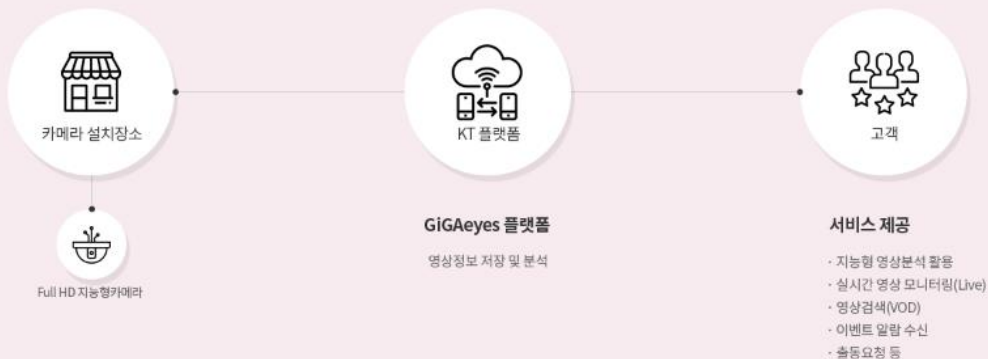 카메라 설치장소
KT 플랫폼
고객
Full HD 지능형카메라
GiGAeyes 플랫폼
영상정보 저장 및 분석
서비스 제공
· 지능형 영상분석 활용
· 실시간 영상 모니터링(Live)
· 영상검색(VOD)
· 이벤트 알람 수신
· 출동요청 등